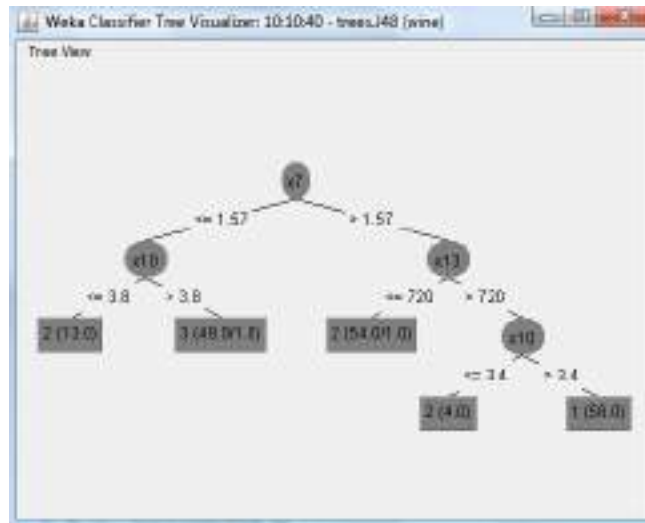 Weka Classifier Tree Visualizer: 10:10:40 - trees.J48 (wine)
Tree View
x7
<= 1.57 > 1.57
x10 x13
<= 3.8 > 3.8 <= 720 > 720
2 (13.0) 3 (49.0/1.0) 2 (54.0/1.0) x10
<= 3.4 > 3.4
2 (4.0) 1 (58.0)